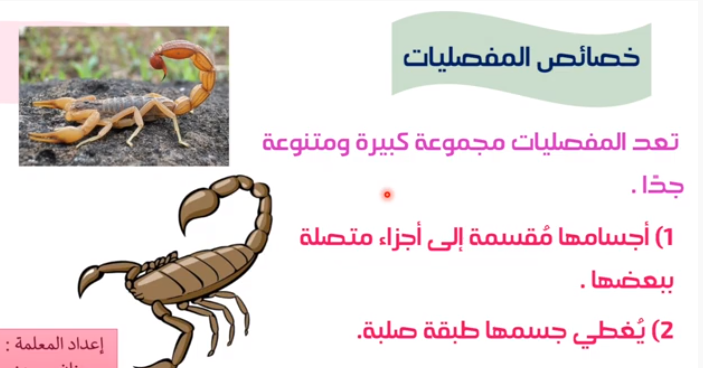 خصائص المفصليات
تعد المفصليات مجموعة كبيرة ومتنوعة
جدًا .
1) أجسامها مُقسمة إلى أجزاء متصلة
ببعضها .
2) يُغطي جسمها طبقة صلبة.
إعداد المعلمة :